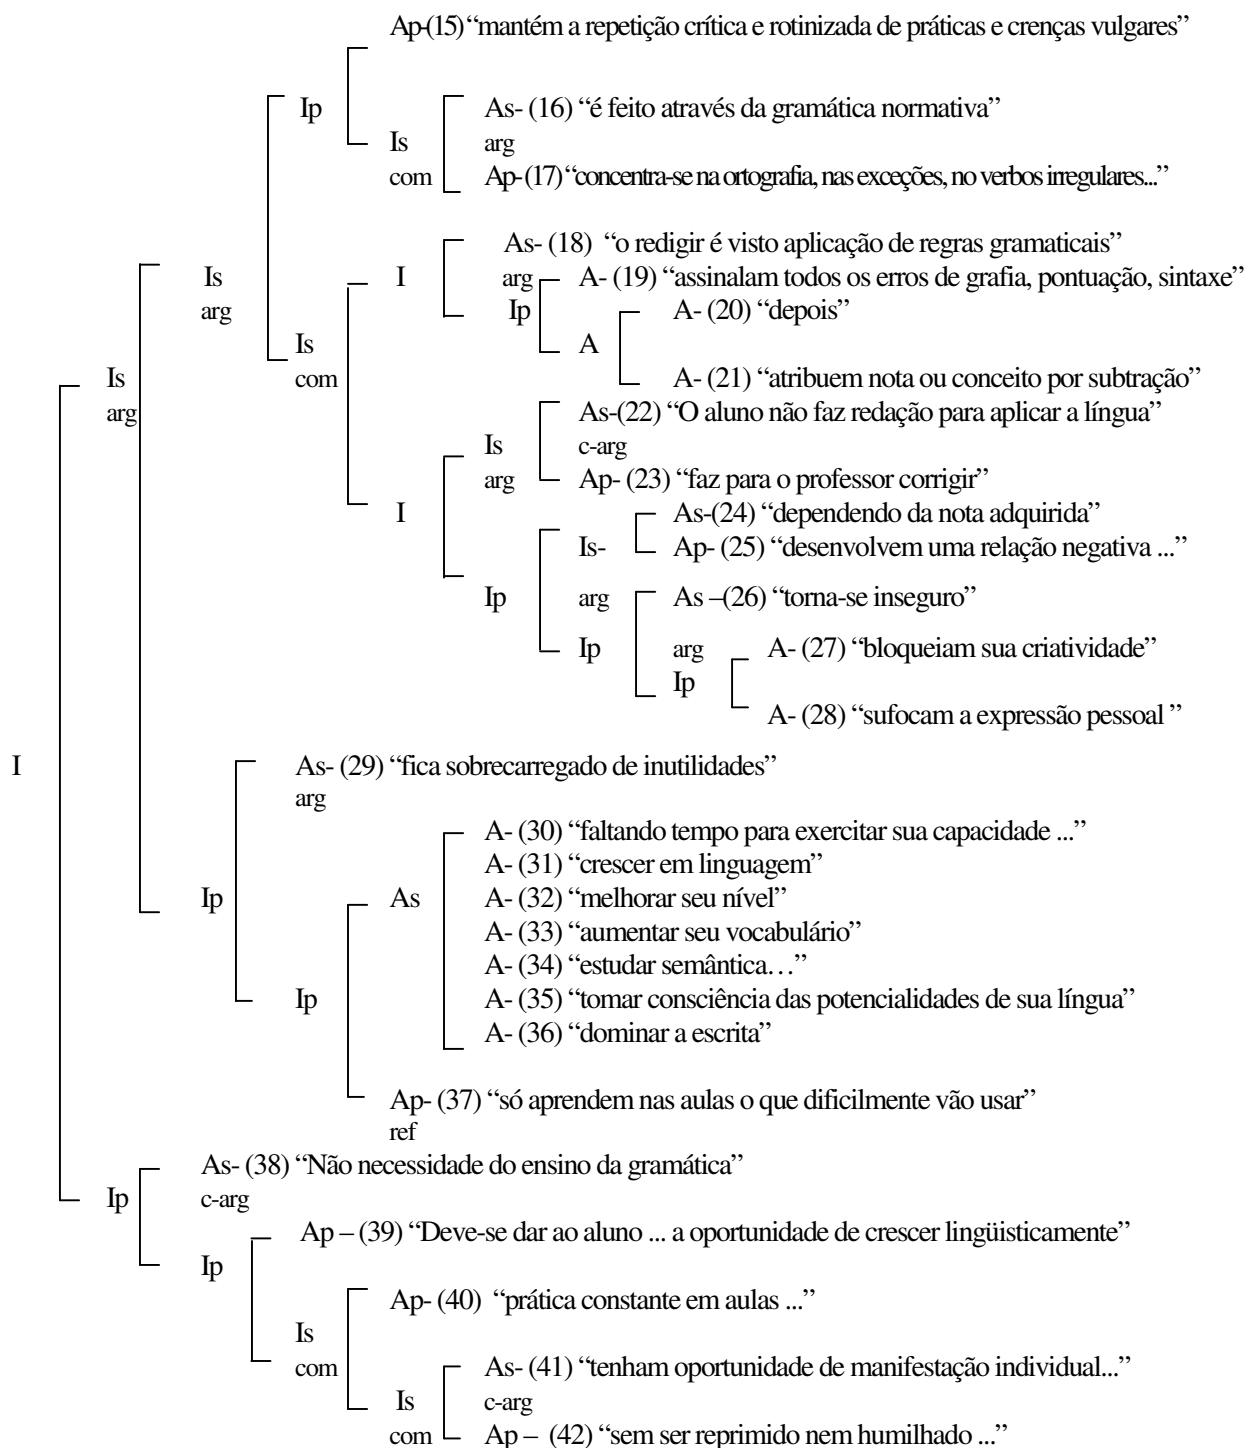 Ap-(15) “mantém a repetição crítica e rotinizada de práticas e crenças vulgares”
Ip As- (16) “é feito através da gramática normativa”
Is arg
com Ap- (17) “concentra-se na ortografia, nas exceções, no verbos irregulares...”
As- (18) “o redigir é visto aplicação de regras gramaticais”
Is I arg A- (19) “assinalam todos os erros de grafia, pontuação, sintaxe”
arg Ip A- (20) “depois”
Is A
Is com A- (21) “atribuem nota ou conceito por subtração”
arg As-(22) “O aluno não faz redação para aplicar a língua”
Is c-arg
arg Ap- (23) “faz para o professor corrigir”
I As-(24) “dependendo da nota adquirida”
Is- Ap- (25) “desenvolvem uma relação negativa ...”
Ip arg As –(26) “torna-se inseguro”
Ip arg A- (27) “bloqueiam sua criatividade”
Ip
A- (28) “sufocam a expressão pessoal ”
I As- (29) “fica sobrecarregado de inutilidades”
arg
A- (30) “faltando tempo para exercitar sua capacidade ...”
A- (31) “crescer em linguagem”
Ip As A- (32) “melhorar seu nível”
A- (33) “aumentar seu vocabulário”
A- (34) “estudar semântica…”
Ip A- (35) “tomar consciência das potencialidades de sua língua”
A- (36) “dominar a escrita”
Ap- (37) “só aprendem nas aulas o que dificilmente vão usar”
ref
As- (38) “Não necessidade do ensino da gramática”
Ip c-arg
Ap – (39) “Deve-se dar ao aluno ... a oportunidade de crescer lingüisticamente”
Ip
Ap- (40) “prática constante em aulas ...”
Is
com As- (41) “tenham oportunidade de manifestação individual...”
Is c-arg
com Ap – (42) “sem ser reprimido nem humilhado ...”